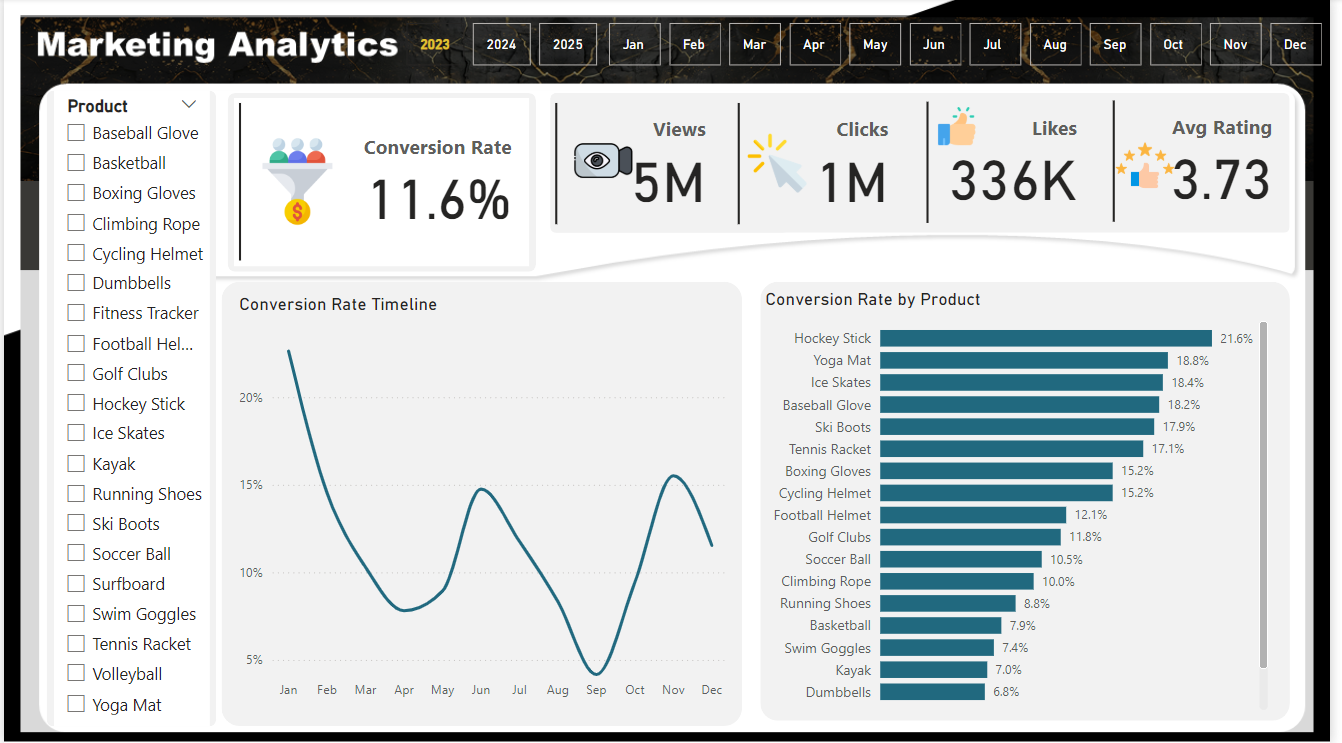 Marketing Analytics 2023 2024 2025 Jan Feb Mar Apr May Jun Jul Aug Sep Oct Nov Dec
Product
Baseball Glove
Basketball
Boxing Gloves
Climbing Rope
Cycling Helmet
Dumbbells
Fitness Tracker
Football Hel...
Golf Clubs
Hockey Stick
Ice Skates
Kayak
Running Shoes
Ski Boots
Soccer Ball
Surfboard
Swim Goggles
Tennis Racket
Volleyball
Yoga Mat
Conversion Rate
$
11.6%
Views
5M
Clicks
1M
Likes
336K
Avg Rating
3.73
Conversion Rate Timeline
20%
15%
10%
5%
Jan Feb Mar Apr May Jun Jul Aug Sep Oct Nov Dec
Conversion Rate by Product
Hockey Stick 21.6%
Yoga Mat 18.8%
Ice Skates 18.4%
Baseball Glove 18.2%
Ski Boots 17.9%
Tennis Racket 17.1%
Boxing Gloves 15.2%
Cycling Helmet 15.2%
Football Helmet 12.1%
Golf Clubs 11.8%
Soccer Ball 10.5%
Climbing Rope 10.0%
Running Shoes 8.8%
Basketball 7.9%
Swim Goggles 7.4%
Kayak 7.0%
Dumbbells 6.8%